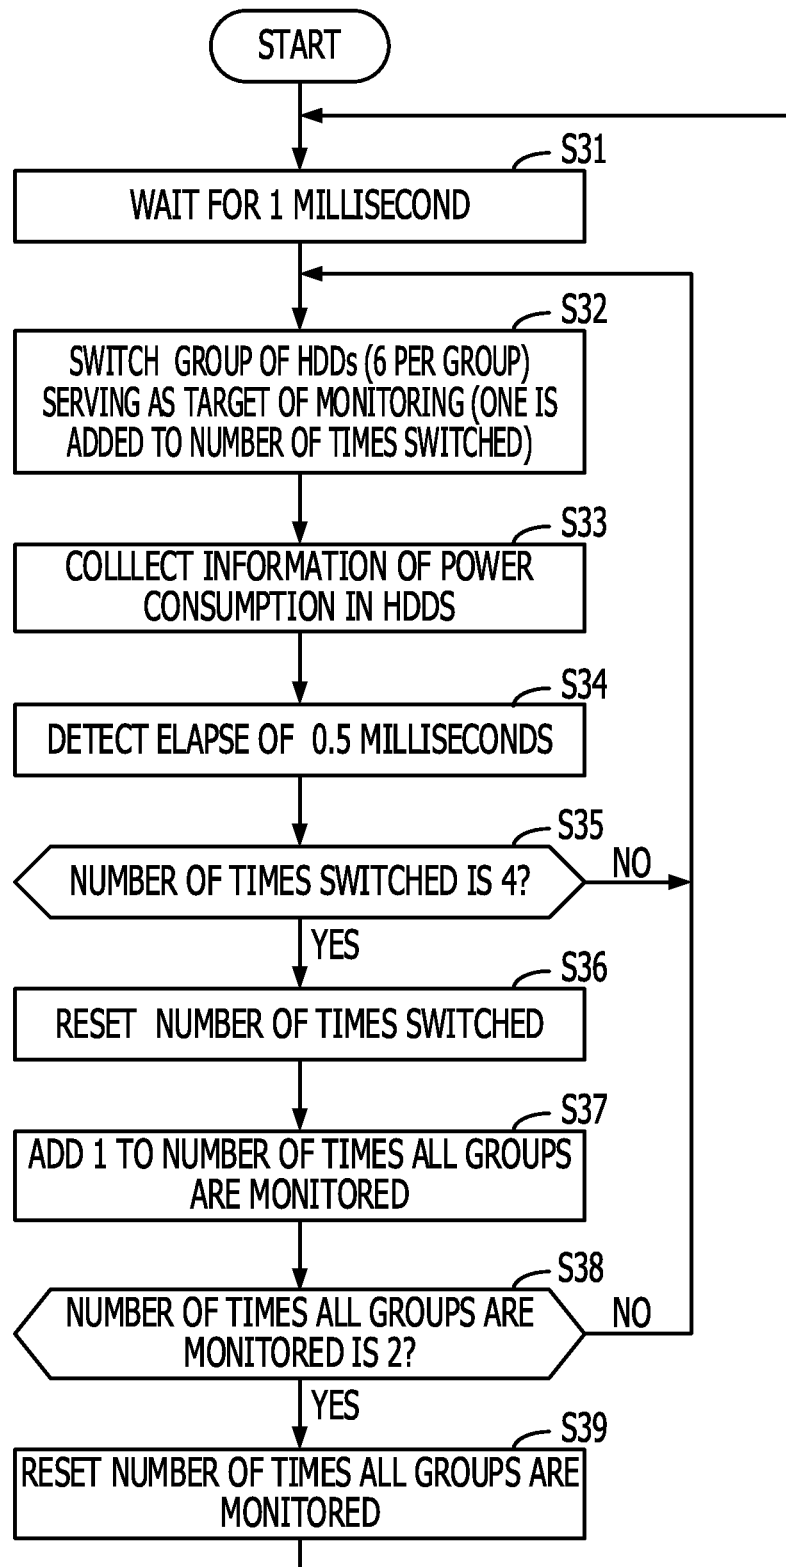 START
S31
WAIT FOR 1 MILLISECOND
S32
SWITCH GROUP OF HDDs (6 PER GROUP)
SERVING AS TARGET OF MONITORING (ONE IS
ADDED TO NUMBER OF TIMES SWITCHED)
S33
COLLLECT INFORMATION OF POWER
CONSUMPTION IN HDDS
S34
DETECT ELAPSE OF 0.5 MILLISECONDS
S35
NUMBER OF TIMES SWITCHED IS 4?
NO
YES
S36
RESET NUMBER OF TIMES SWITCHED
S37
ADD 1 TO NUMBER OF TIMES ALL GROUPS
ARE MONITORED
S38
NUMBER OF TIMES ALL GROUPS ARE
MONITORED IS 2?
NO
YES
S39
RESET NUMBER OF TIMES ALL GROUPS ARE
MONITORED